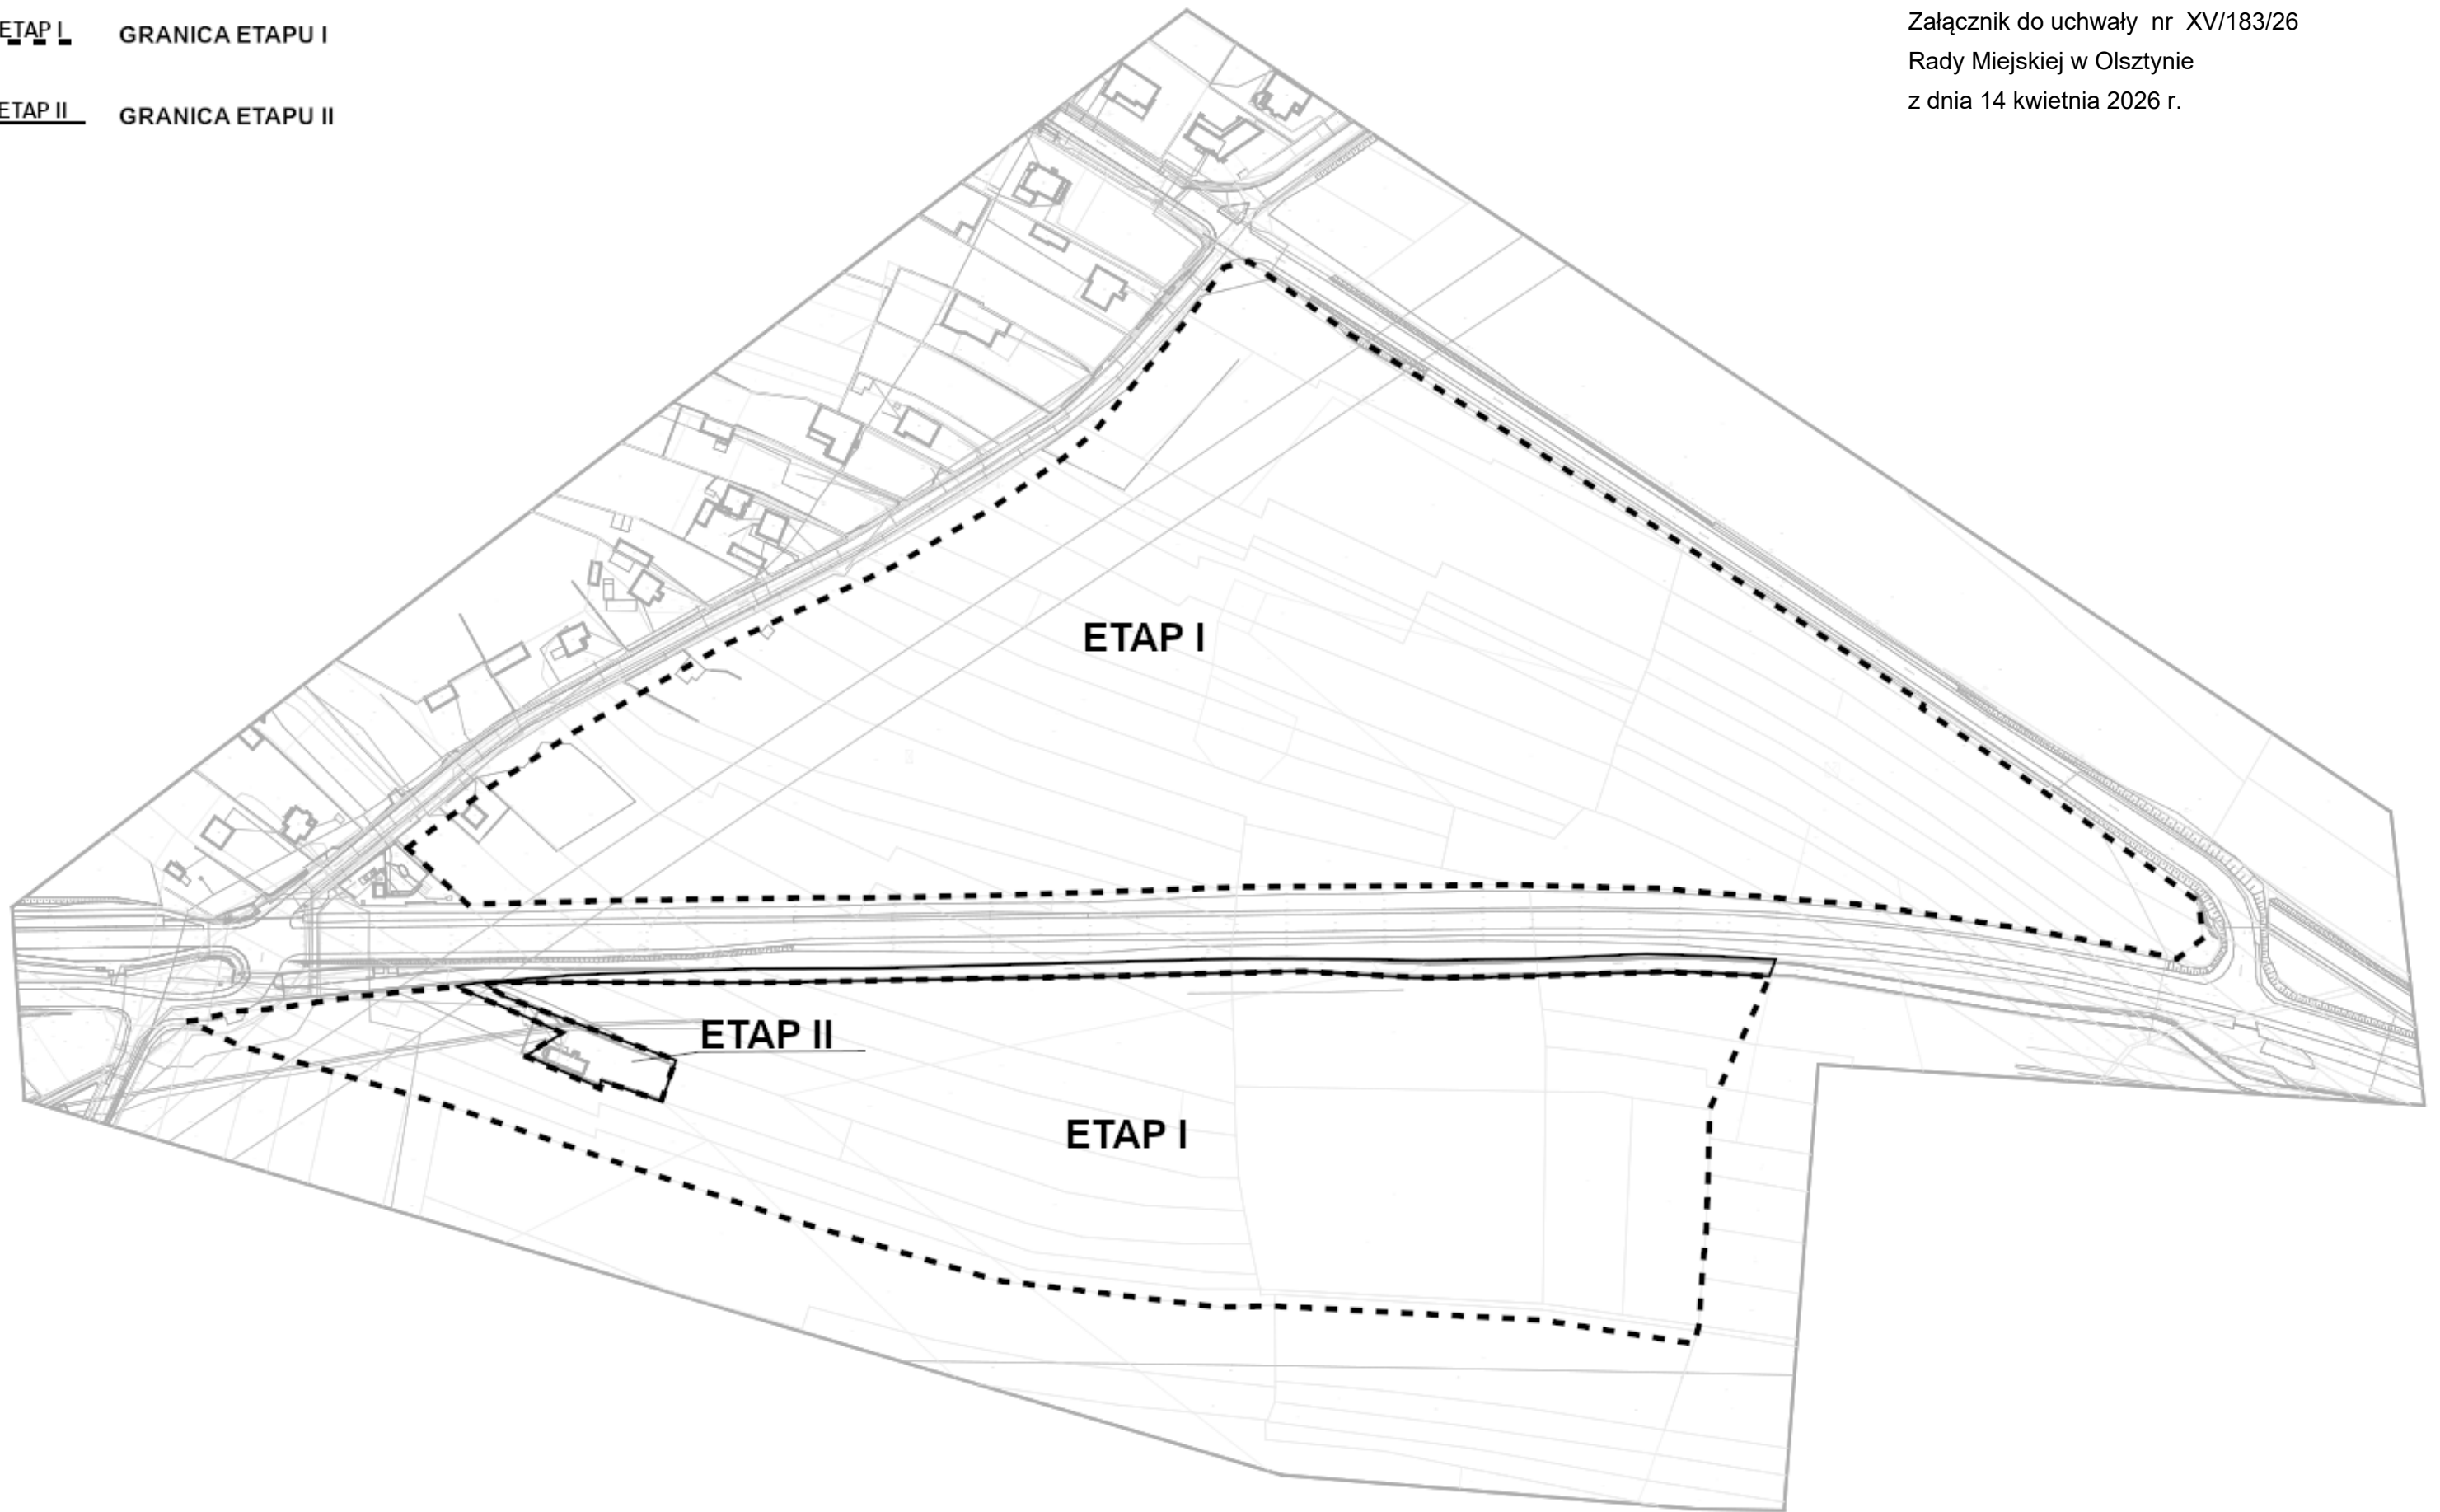 ETAP I GRANICA ETAPU I
ETAP II GRANICA ETAPU II
Załącznik do uchwały nr XV/183/26
Rady Miejskiej w Olsztynie
z dnia 14 kwietnia 2026 r.
ETAP I
ETAP II
ETAP I